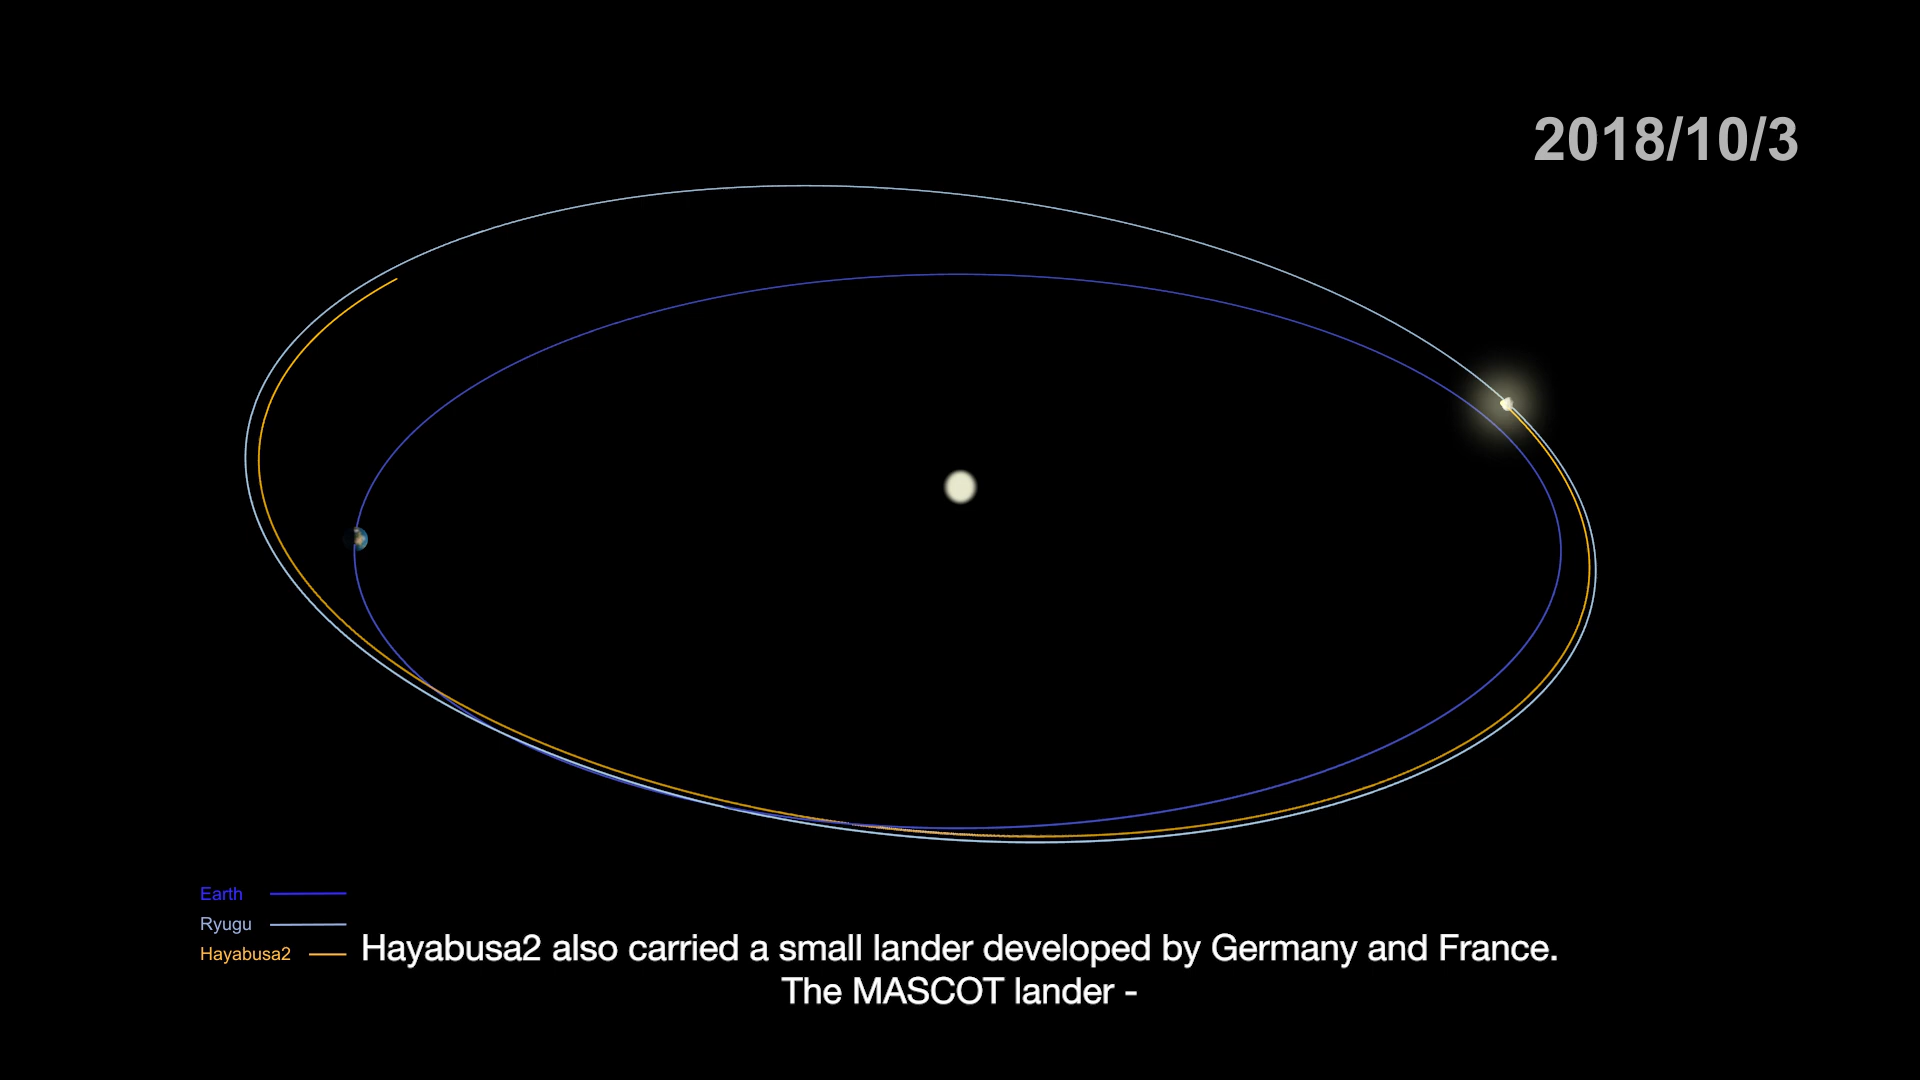 2018/10/3
Earth
Ryugu
Hayabusa2
Hayabusa2 also carried a small lander developed by Germany and France.
The MASCOT lander -